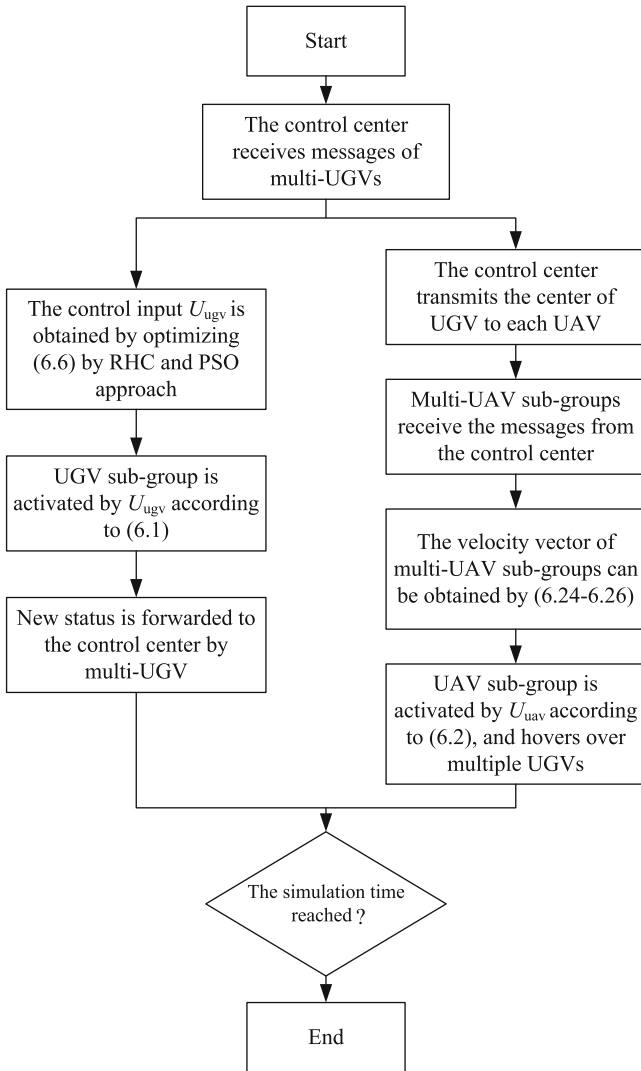 Start
The control center
receives messages of
multi-UGVs
The control input Uugv is
obtained by optimizing
(6.6) by RHC and PSO
approach
UGV sub-group is
activated by Uugv according
to (6.1)
New status is forwarded to
the control center by
multi-UGV
The control center
transmits the center of
UGV to each UAV
Multi-UAV sub-groups
receive the messages from
the control center
The velocity vector of
multi-UAV sub-groups can
be obtained by (6.24-6.26)
UAV sub-group is
activated by Uuav according
to (6.2), and hovers over
multiple UGVs
The simulation time
reached?
End